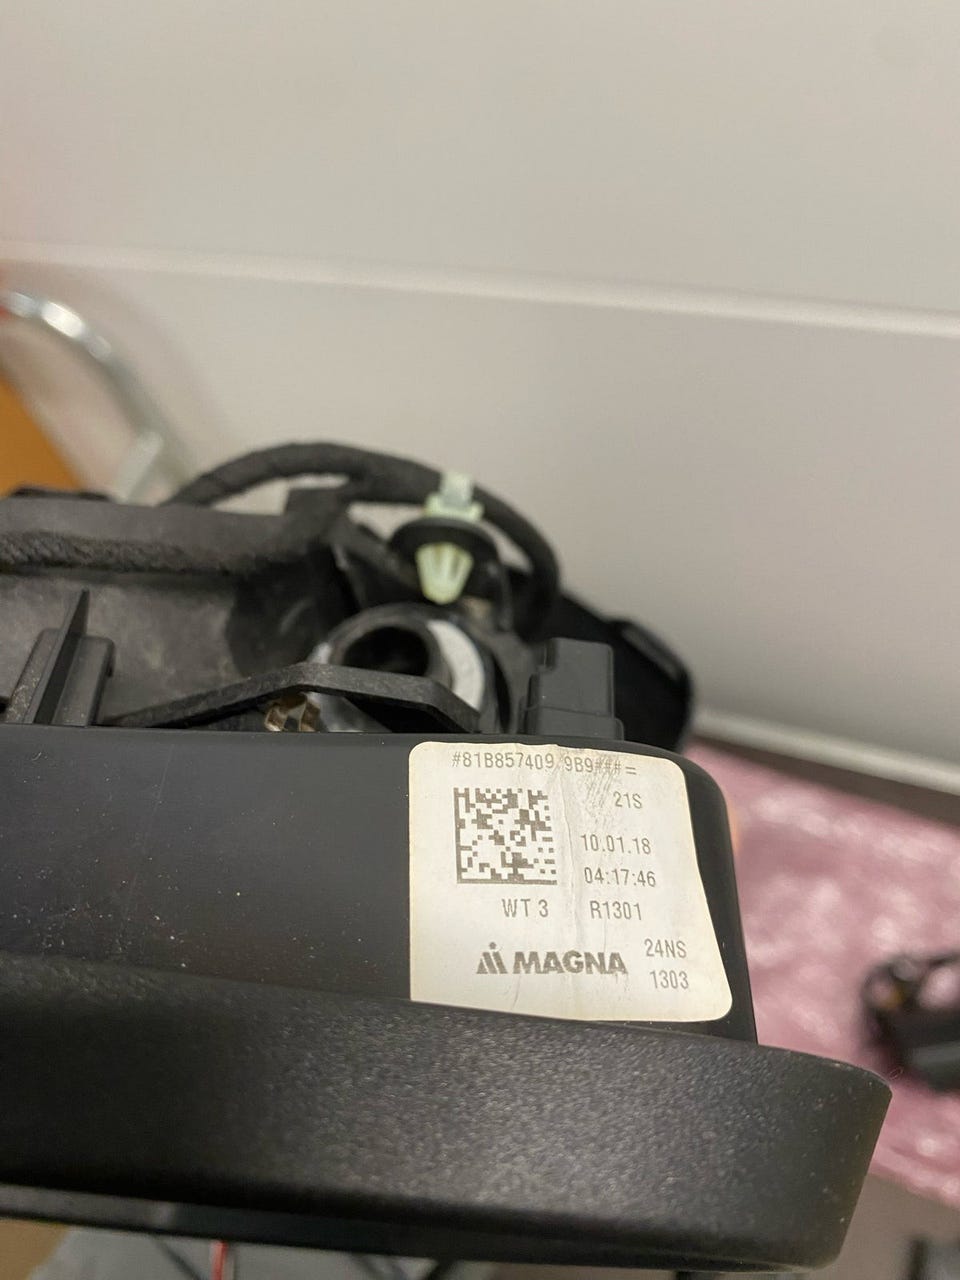 #81B857409 9B9###=
21S
10.01.18
04:17:46
WT 3 R1301
MAGNA 24NS
1303